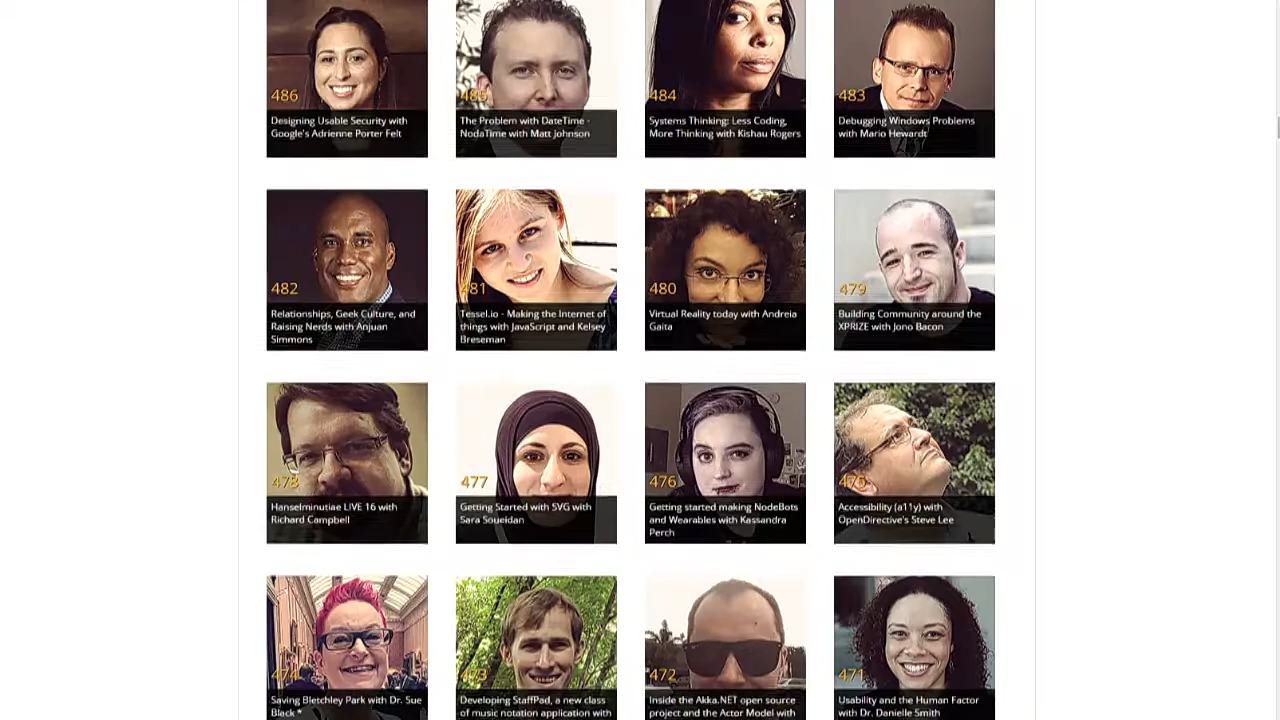 486
Designing Usable Security with
Google's Adrienne Porter Felt
485
The Problem with DateTime -
NodaTime with Matt Johnson
484
Systems Thinking: Less Coding,
More Thinking with Kishau Rogers
483
Debugging Windows Problems
with Mario Hewardt
482
Relationships, Geek Culture, and
Raising Nerds with Anjuan
Simmons
481
Tessel.io - Making the Internet of
things with JavaScript and Kelsey
Breseman
480
Virtual Reality today with Andreia
Gaita
479
Building Community around the
XPRIZE with Jono Bacon
478
Hanselminutiae LIVE 16 with
Richard Campbell
477
Getting Started with SVG with
Sara Soueidan
476
Getting started making NodeBots
and Wearables with Kassandra
Perch
475
Accessibility (a11y) with
OpenDirective's Steve Lee
474
Saving Bletchley Park with Dr. Sue
Black *
473
Developing StaffPad, a new class
of music notation application with
472
Inside the Akka.NET open source
project and the Actor Model with
471
Usability and the Human Factor
with Dr. Danielle Smith